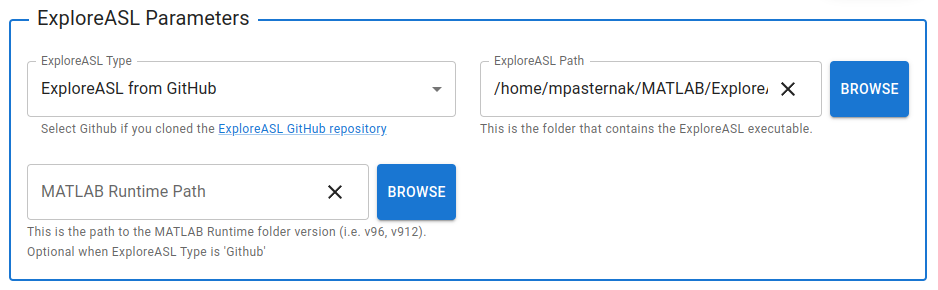 ExploreASL Parameters
ExploreASL Type
ExploreASL from GitHub
Select Github if you cloned the ExploreASL GitHub repository
ExploreASL Path
/home/mpasternak/MATLAB/Explore
BROWSE
This is the folder that contains the ExploreASL executable.
MATLAB Runtime Path
BROWSE
This is the path to the MATLAB Runtime folder version (i.e. v96, v912).
Optional when ExploreASL Type is 'Github'